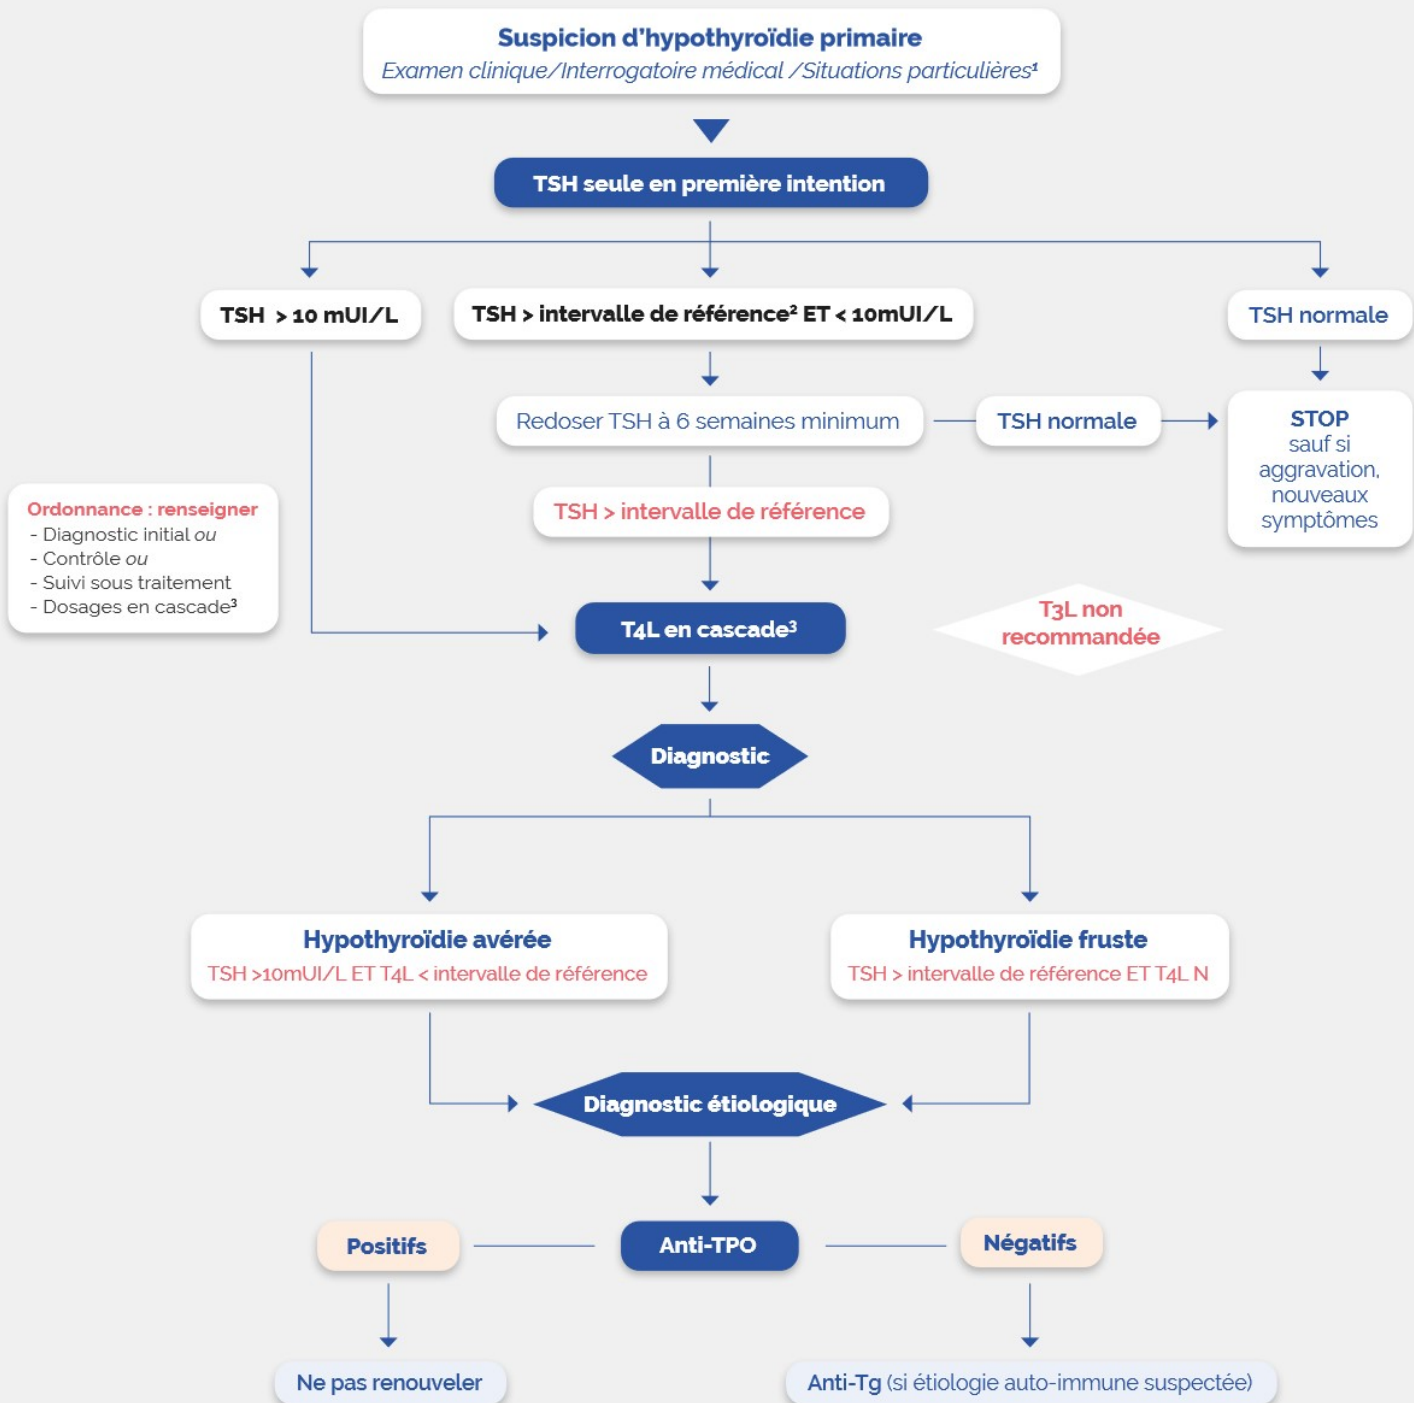 Suspicion d’hypothyroïdie primaire
Examen clinique/Interrogatoire médical /Situations particulières¹
TSH seule en première intention
TSH > 10 mUI/L
TSH > intervalle de référence² ET < 10mUI/L
TSH normale
Redoser TSH à 6 semaines minimum
TSH normale
STOP
sauf si
aggravation,
nouveaux
symptômes
TSH > intervalle de référence
Ordonnance : renseigner
- Diagnostic initial ou
- Contrôle ou
- Suivi sous traitement
- Dosages en cascade³
T4L en cascade³
T3L non
recommandée
Diagnostic
Hypothyroïdie avérée
TSH >10mUI/L ET T4L < intervalle de référence
Hypothyroïdie fruste
TSH > intervalle de référence ET T4L N
Diagnostic étiologique
Positifs
Anti-TPO
Négatifs
Ne pas renouveler
Anti-Tg (si étiologie auto-immune suspectée)